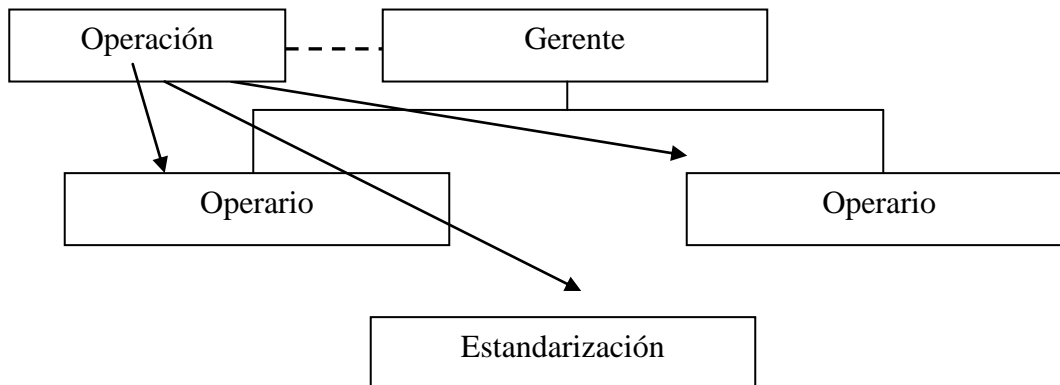 Operación
Gerente
Operario
Operario
Estandarización